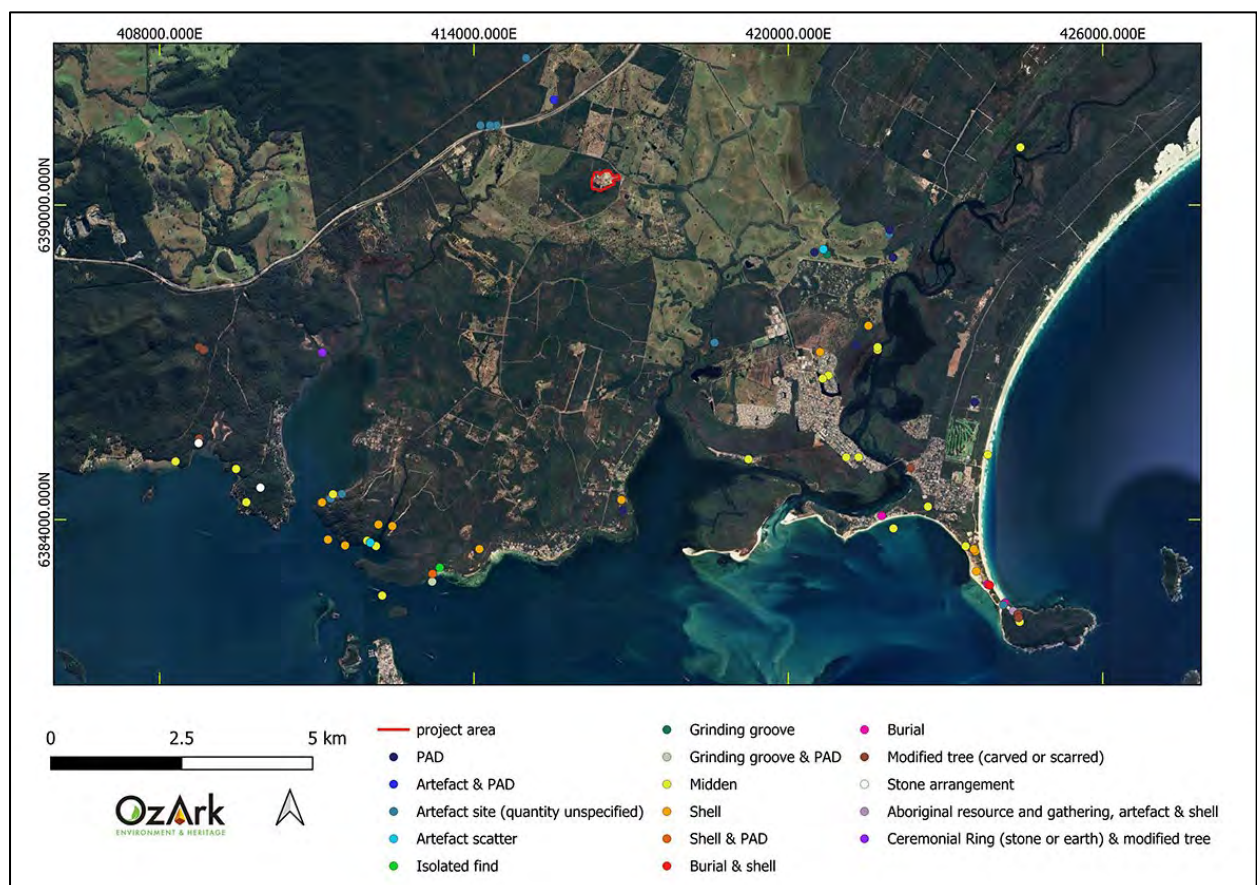 408000.000E 414000.000E 420000.000E 426000.000E
6390000.000N
6384000.000N
0 2.5 5 km
OzArk
ENVIRONMENT & HERITAGE
project area
PAD
Artefact & PAD
Artefact site (quantity unspecified)
Artefact scatter
Isolated find
Grinding groove
Grinding groove & PAD
Midden
Shell
Shell & PAD
Burial & shell
Burial
Modified tree (carved or scarred)
Stone arrangement
Aboriginal resource and gathering, artefact & shell
Ceremonial Ring (stone or earth) & modified tree